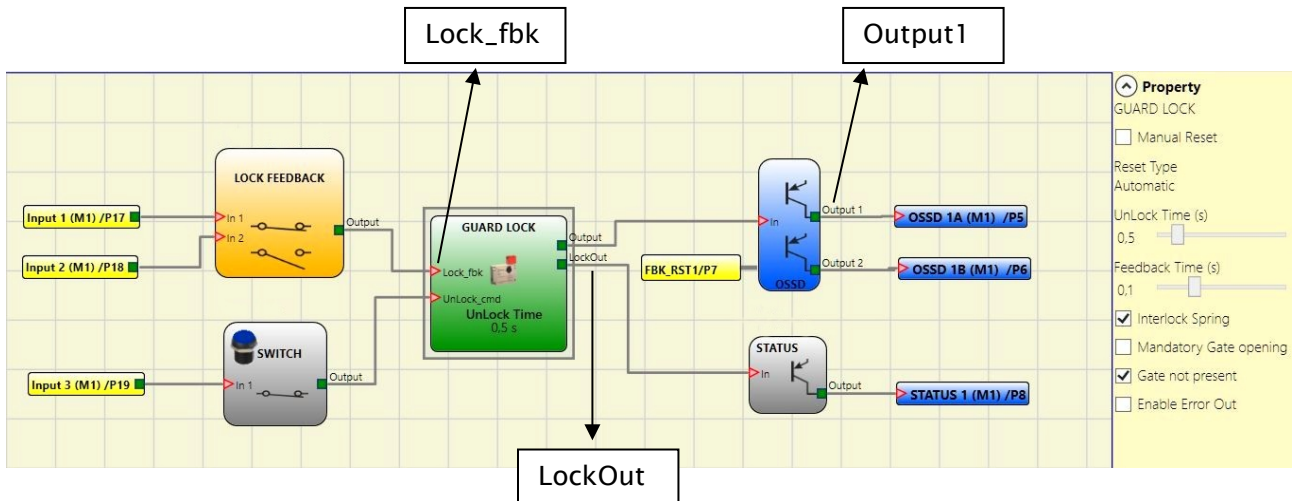 Lock_fbk
Output1
LOCK FEEDBACK
Input 1 (M1) /P17
In 1
In 2
Output
Input 2 (M1) /P18
GUARD LOCK
Output
LockOut
Lock_fbk
UnLock_cmd
UnLock Time
0,5 s
SWITCH
Input 3 (M1) /P19
In 1
Output
In
Output 1
Output 2
OSSD
FBK_RST1/P7
OSSD 1A (M1) /P5
OSSD 1B (M1) /P6
STATUS
In
Output
STATUS 1 (M1) /P8
LockOut
Property
GUARD LOCK
Manual Reset
Reset Type
Automatic
UnLock Time (s)
0,5
Feedback Time (s)
0,1
Interlock Spring
Mandatory Gate opening
Gate not present
Enable Error Out